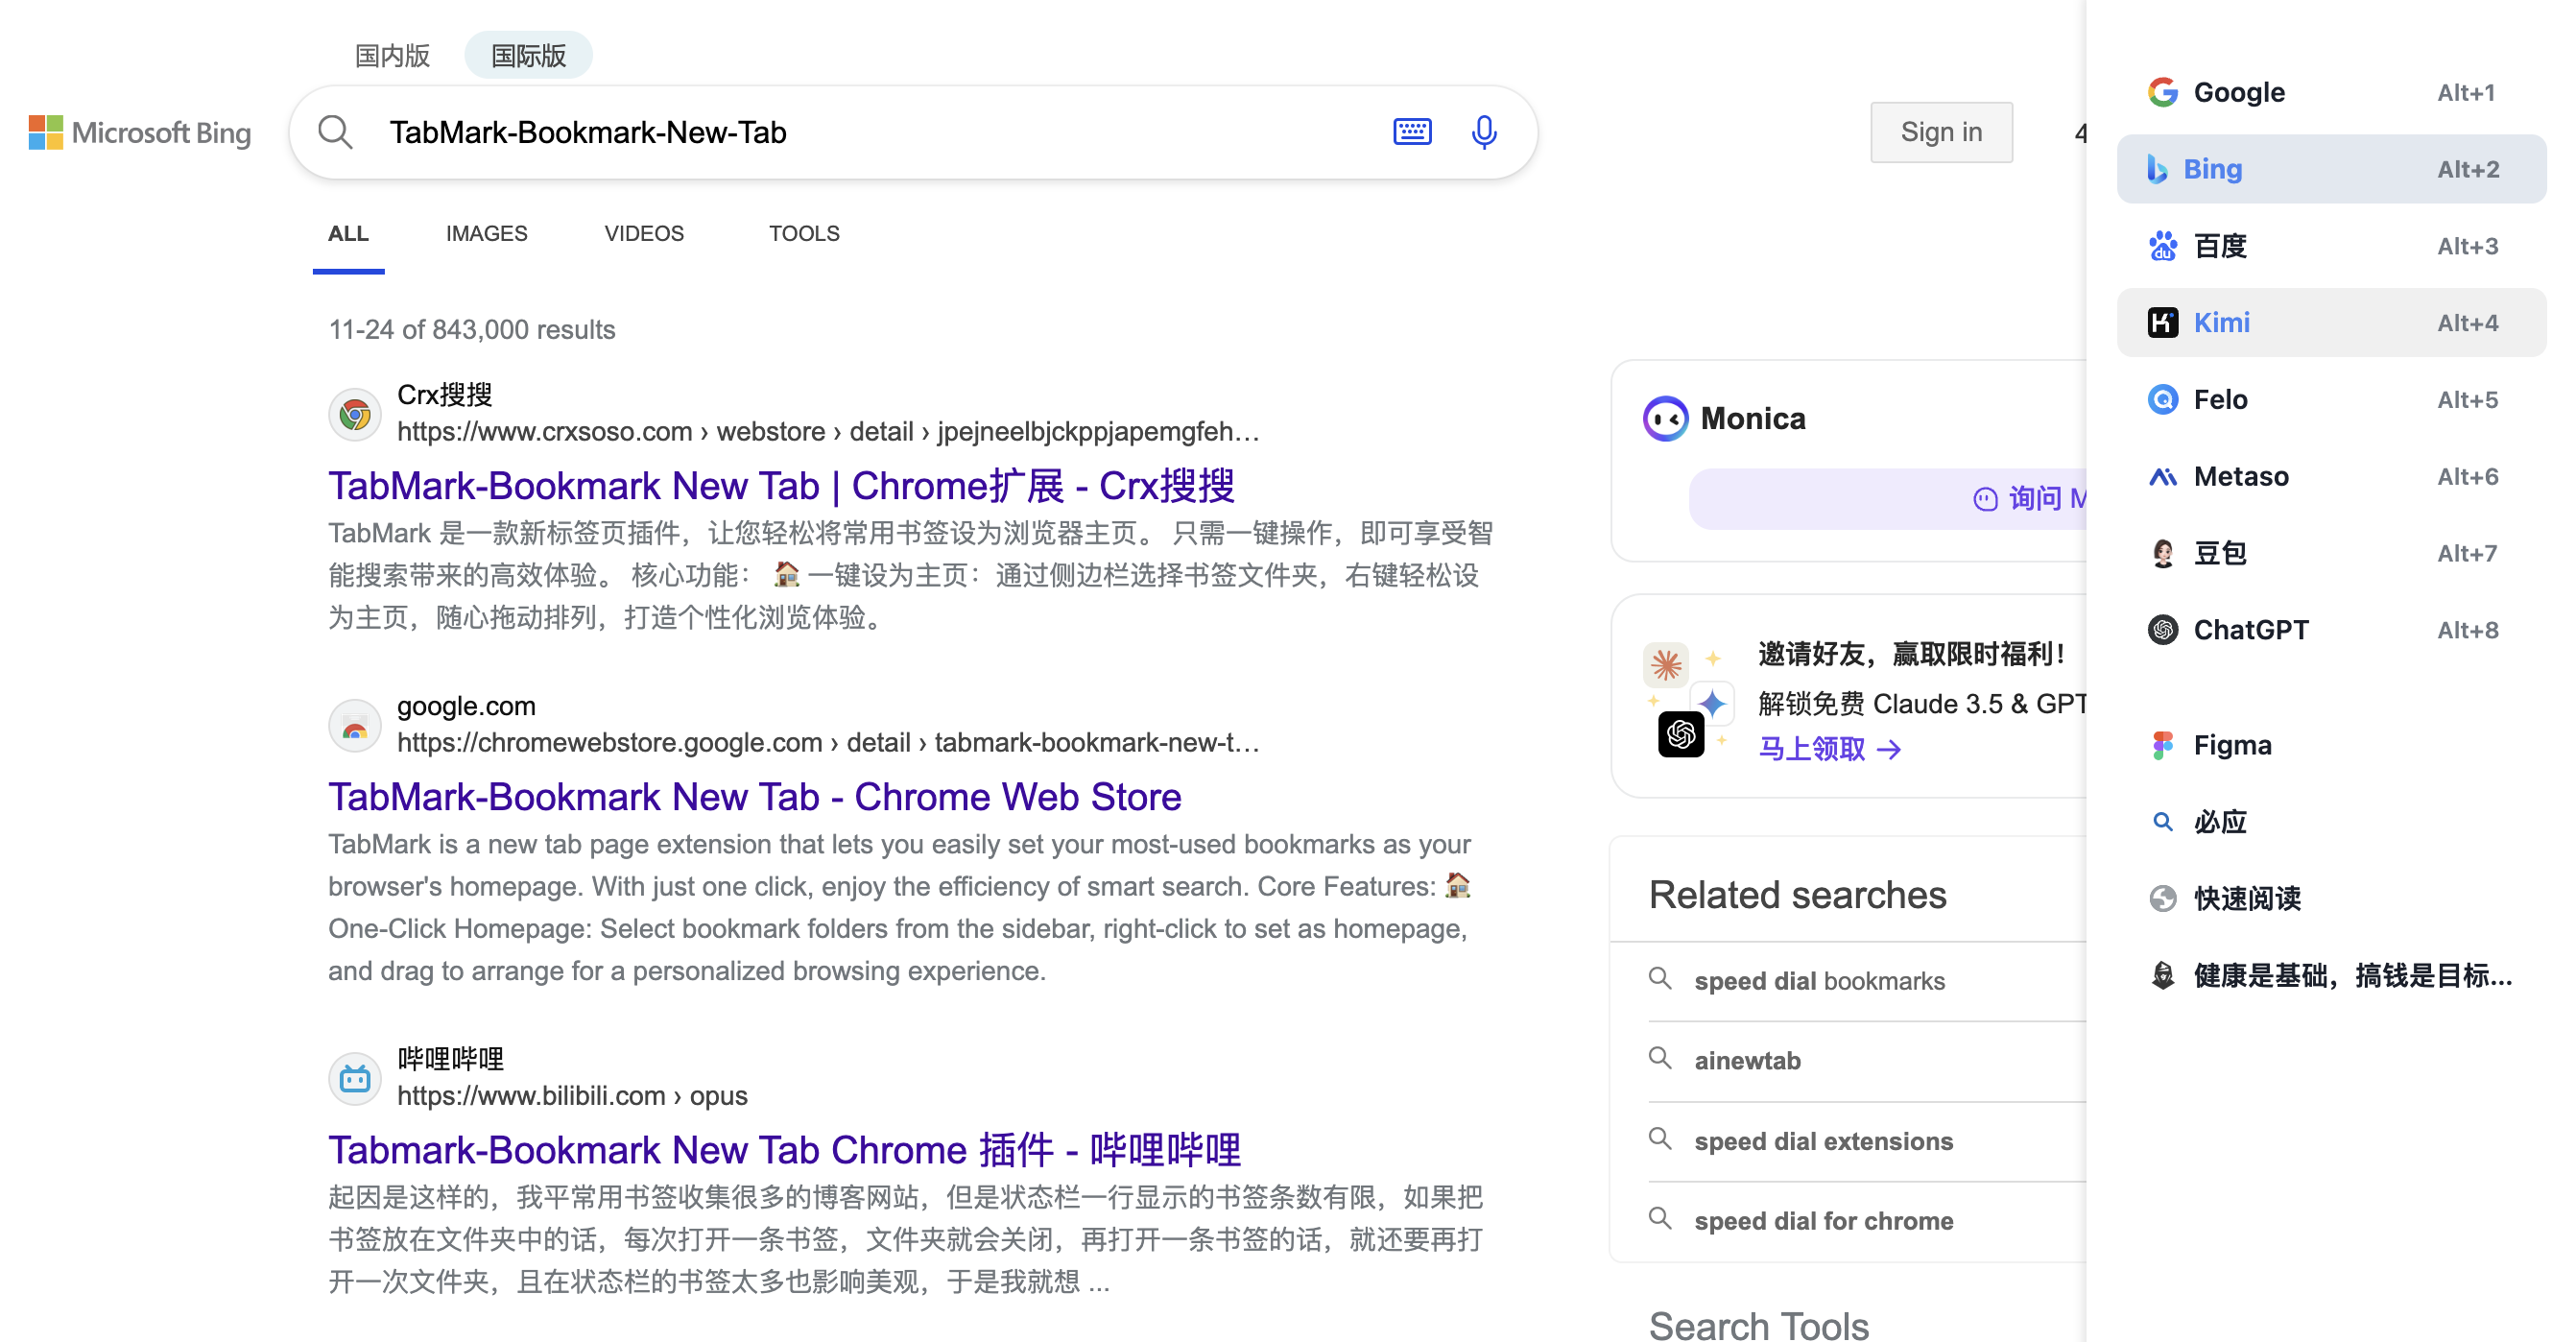 国内版
国际版
Microsoft Bing
TabMark-Bookmark-New-Tab
Sign in
4
ALL
IMAGES
VIDEOS
TOOLS
11-24 of 843,000 results
Crx搜搜
https://www.crxsoso.com › webstore › detail › jpejneelbjckppjapemgfeh…
TabMark-Bookmark New Tab | Chrome扩展 - Crx搜搜
TabMark 是一款新标签页插件，让您轻松将常用书签设为浏览器主页。 只需一键操作，即可享受智
能搜索带来的高效体验。 核心功能： 🏠 一键设为主页：通过侧边栏选择书签文件夹，右键轻松设
为主页，随心拖动排列，打造个性化浏览体验。
google.com
https://chromewebstore.google.com › detail › tabmark-bookmark-new-t…
TabMark-Bookmark New Tab - Chrome Web Store
TabMark is a new tab page extension that lets you easily set your most-used bookmarks as your
browser's homepage. With just one click, enjoy the efficiency of smart search. Core Features: 🏠
One-Click Homepage: Select bookmark folders from the sidebar, right-click to set as homepage,
and drag to arrange for a personalized browsing experience.
哔哩哔哩
https://www.bilibili.com › opus
Tabmark-Bookmark New Tab Chrome 插件 - 哔哩哔哩
起因是这样的，我平常用书签收集很多的博客网站，但是状态栏一行显示的书签条数有限，如果把
书签放在文件夹中的话，每次打开一条书签，文件夹就会关闭，再打开一条书签的话，就还要再打
开一次文件夹，且在状态栏的书签太多也影响美观，于是我就想 ...
Monica
询问 M
邀请好友，赢取限时福利！
解锁免费 Claude 3.5 & GPT
马上领取 →
Related searches
speed dial bookmarks
ainewtab
speed dial extensions
speed dial for chrome
Search Tools
Google Alt+1
Bing Alt+2
百度 Alt+3
Kimi Alt+4
Felo Alt+5
Metaso Alt+6
豆包 Alt+7
ChatGPT Alt+8
Figma
必应
快速阅读
健康是基础，搞钱是目标...